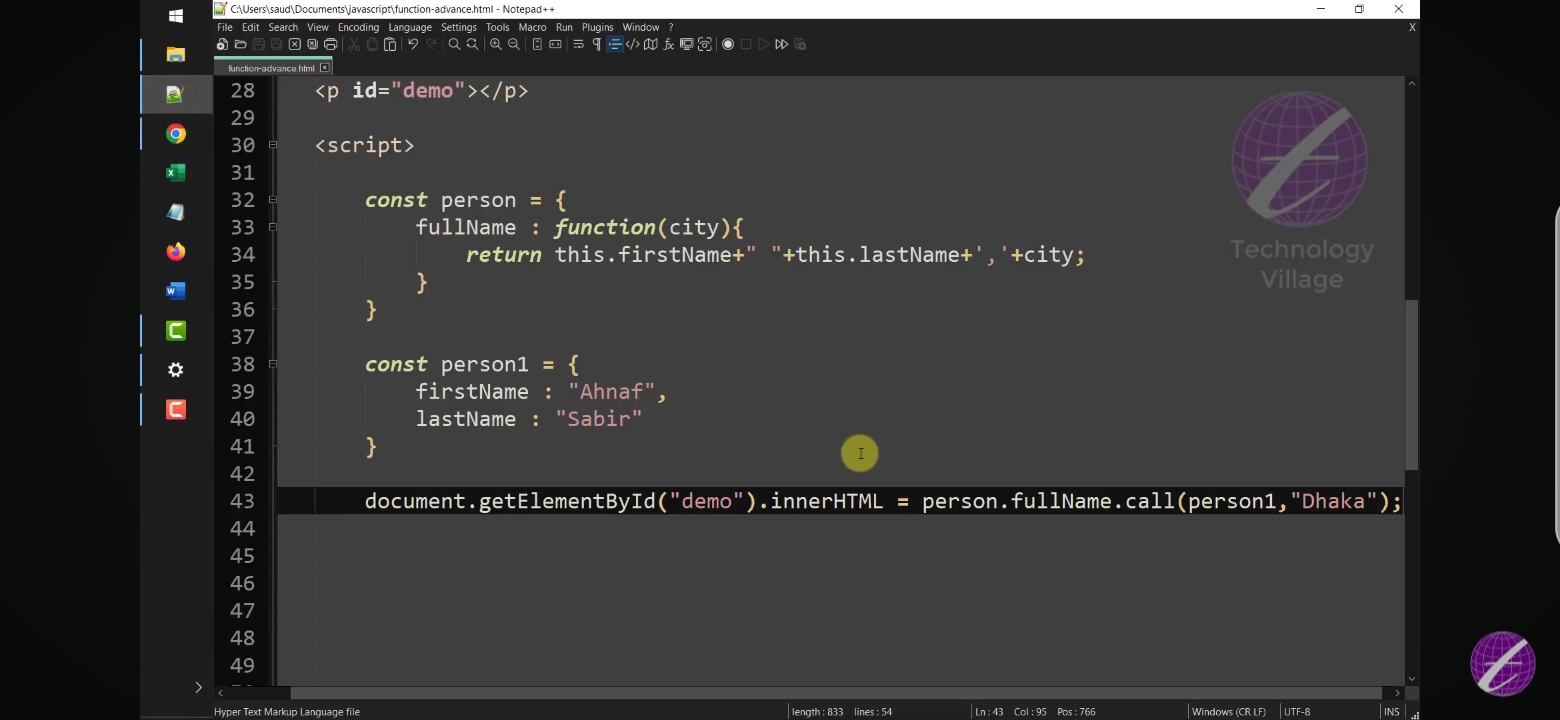 C:\Users\saud\Documents\javascript\function-advance.html - Notepad++
File Edit Search View Encoding Language Settings Tools Macro Run Plugins Window ? X
function-advance.html
28 <p id="demo"></p>
29
30 <script>
31
32 const person = {
33 fullName : function(city){
34 return this.firstName+" "+this.lastName+','+city;
35 }
36 }
37
38 const person1 = {
39 firstName : "Ahnaf",
40 lastName : "Sabir"
41 }
42
43 document.getElementById("demo").innerHTML = person.fullName.call(person1,"Dhaka");
44
45
46
47
48
49
Technology
Village
Hyper Text Markup Language file length : 833 lines : 54 Ln : 43 Col : 95 Pos : 766 Windows (CR LF) UTF-8 INS